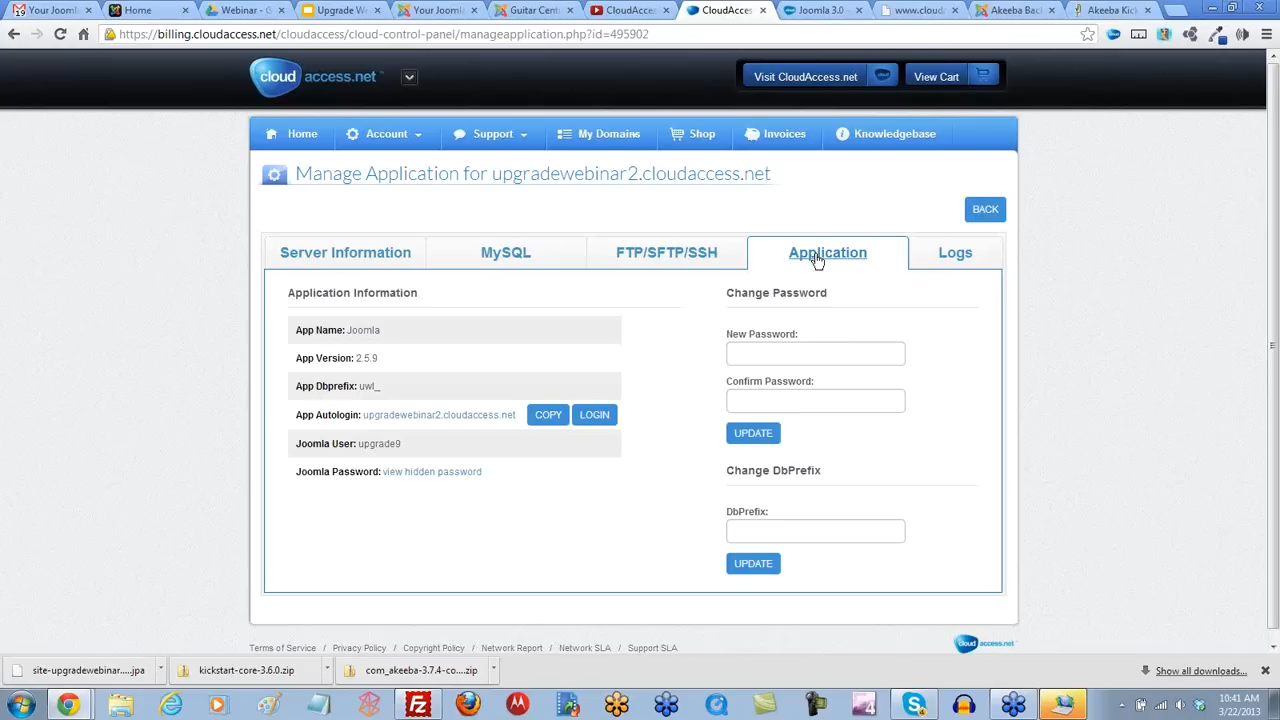 Your Joom
Home
Webinar - G
Upgrade W
Your Joomla
Guitar Cent
CloudAcces
CloudAcces
Joomla 3.0
www.clouda
Akeeba Bac
Akeeba Kick
https://billing.cloudaccess.net/cloudaccess/cloud-control-panel/manageapplication.php?id=495902
cloud access.net
Visit CloudAccess.net
View Cart
Home
Account
Support
My Domains
Shop
Invoices
Knowledgebase
Manage Application for upgradewebinar2.cloudaccess.net
BACK
Server Information
MySQL
FTP/SFTP/SSH
Application
Logs
Application Information
App Name: Joomla
App Version: 2.5.9
App Dbprefix: uwl_
App Autologin: upgradewebinar2.cloudaccess.net COPY LOGIN
Joomla User: upgrade9
Joomla Password: view hidden password
Change Password
New Password:
Confirm Password:
UPDATE
Change DbPrefix
DbPrefix:
UPDATE
Terms of Service / Privacy Policy / Copyright Policy / Network Report / Network SLA / Support SLA
cloudaccess.net
site-upgradewebinar.....jpa
kickstart-core-3.6.0.zip
com_akeeba-3.7.4-co....zip
Show all downloads...
10:41 AM
3/22/2013